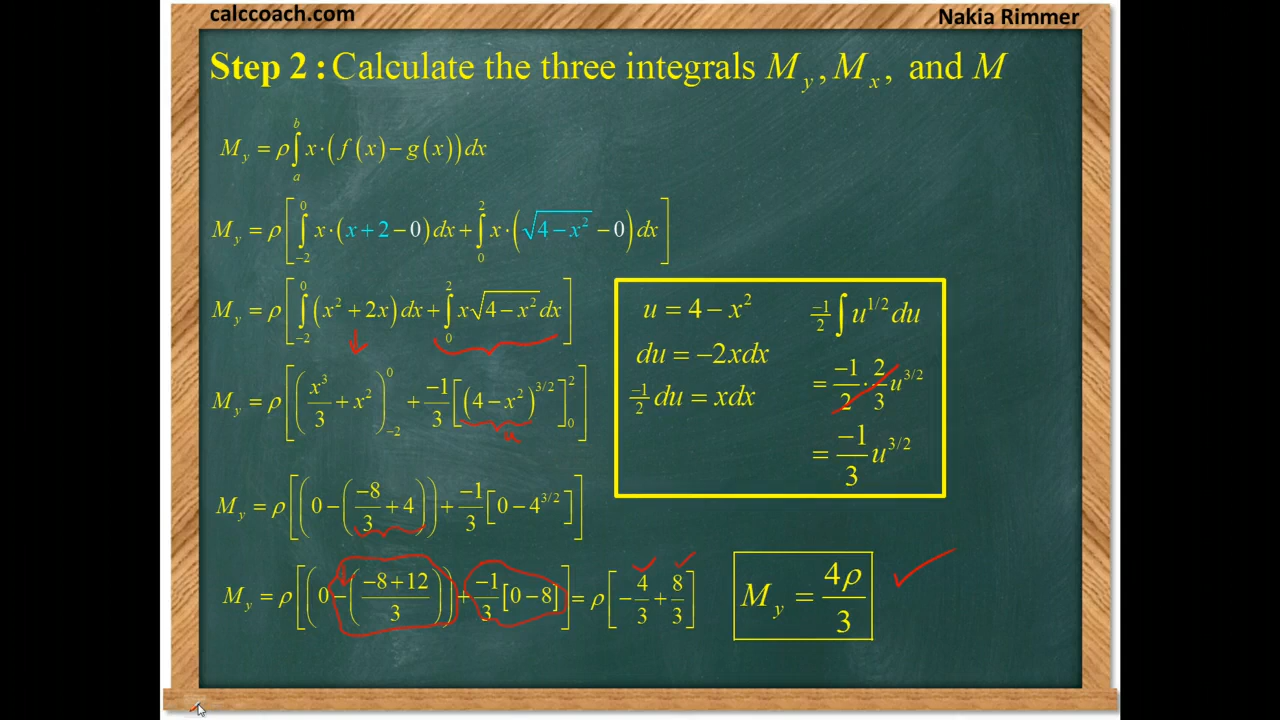 calccoach.com
Nakia Rimmer
Step 2 : Calculate the three integrals M_y, M_x, and M
M_y = ρ∫_a^b x·(f(x) − g(x))dx
M_y = ρ[∫_{−2}^0 x·(x + 2 − 0)dx + ∫_0^2 x·(√(4 − x²) − 0)dx]
M_y = ρ[∫_{−2}^0 (x² + 2x)dx + ∫_0^2 x√(4 − x²)dx]
M_y = ρ[(x³/3 + x²)_{−2}^0 + −1/3[(4 − x²)^{3/2}]_0^2]
u
M_y = ρ[(0 − (−8/3 + 4)) + −1/3[0 − 4^{3/2}]]
M_y = ρ[(0 − (−8+12/3)) + −1/3[0 − 8]] = ρ[−4/3 + 8/3]
M_y = 4ρ/3
u = 4 − x²
du = −2xdx
−1/2 du = xdx
−1/2 ∫u^{1/2}du
= −1/2 · 2/3 u^{3/2}
= −1/3 u^{3/2}